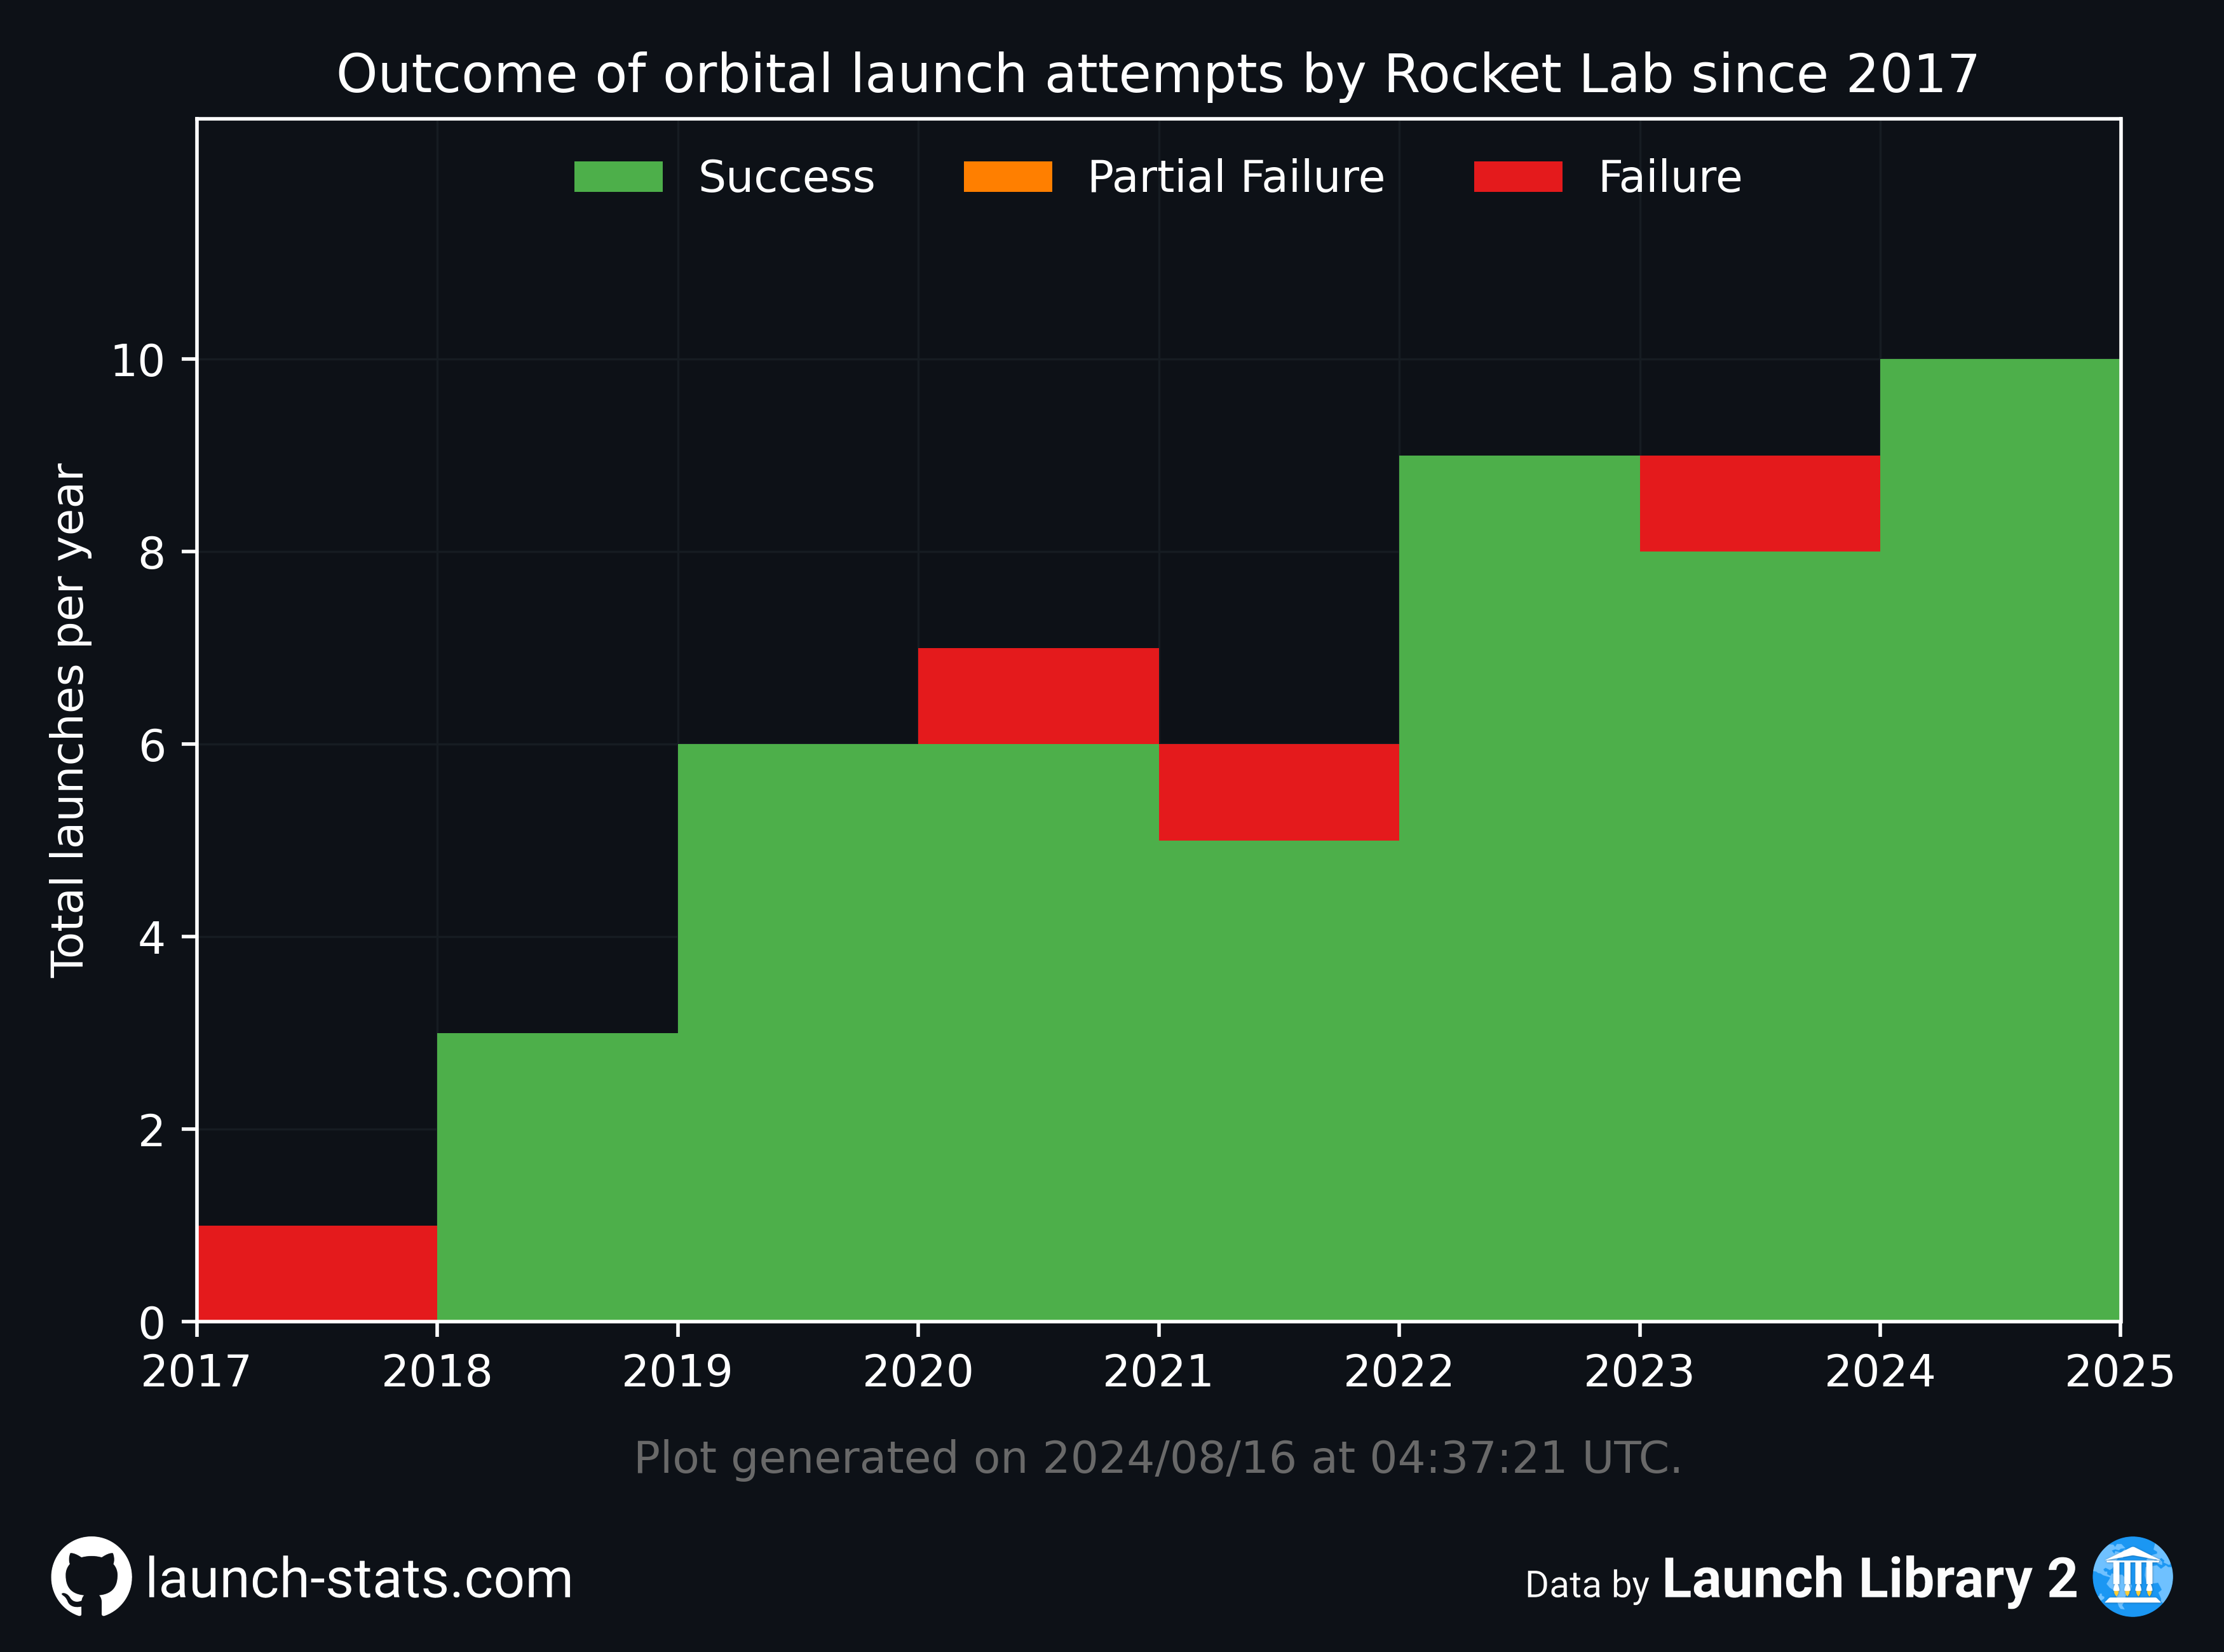 Outcome of orbital launch attempts by Rocket Lab since 2017
Success Partial Failure Failure
Total launches per year
10
8
6
4
2
0
2017 2018 2019 2020 2021 2022 2023 2024 2025
Plot generated on 2024/08/16 at 04:37:21 UTC.
launch-stats.com
Data by Launch Library 2